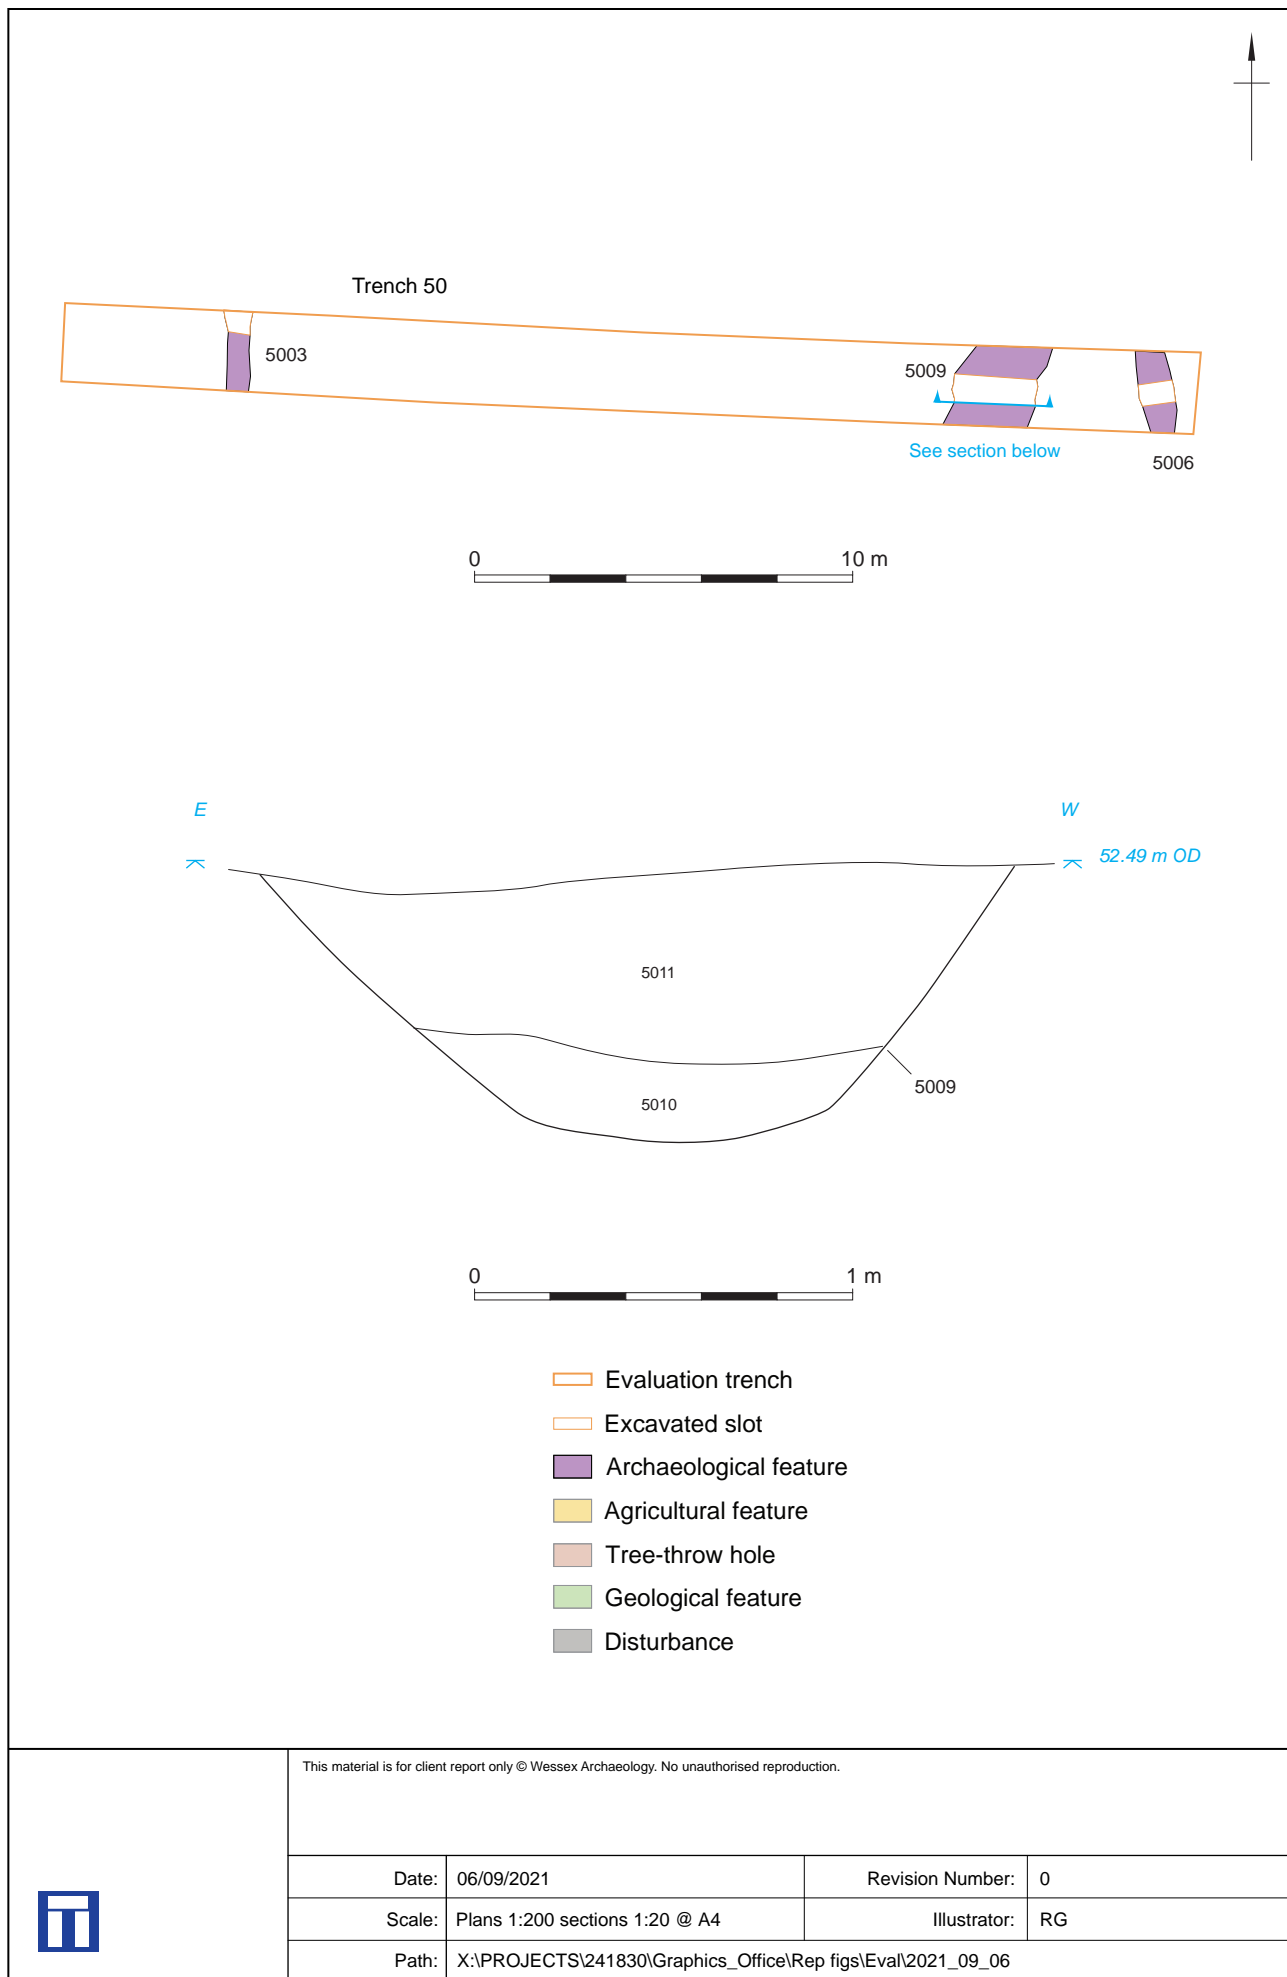 Trench 50
5003
5009
See section below
5006
0 10 m
E W
52.49 m OD
5011
5009
5010
0 1 m
Evaluation trench
Excavated slot
Archaeological feature
Agricultural feature
Tree-throw hole
Geological feature
Disturbance
This material is for client report only © Wessex Archaeology. No unauthorised reproduction.
Date: 06/09/2021 Revision Number: 0
Scale: Plans 1:200 sections 1:20 @ A4 Illustrator: RG
Path: X:\PROJECTS\241830\Graphics_Office\Rep figs\Eval\2021_09_06